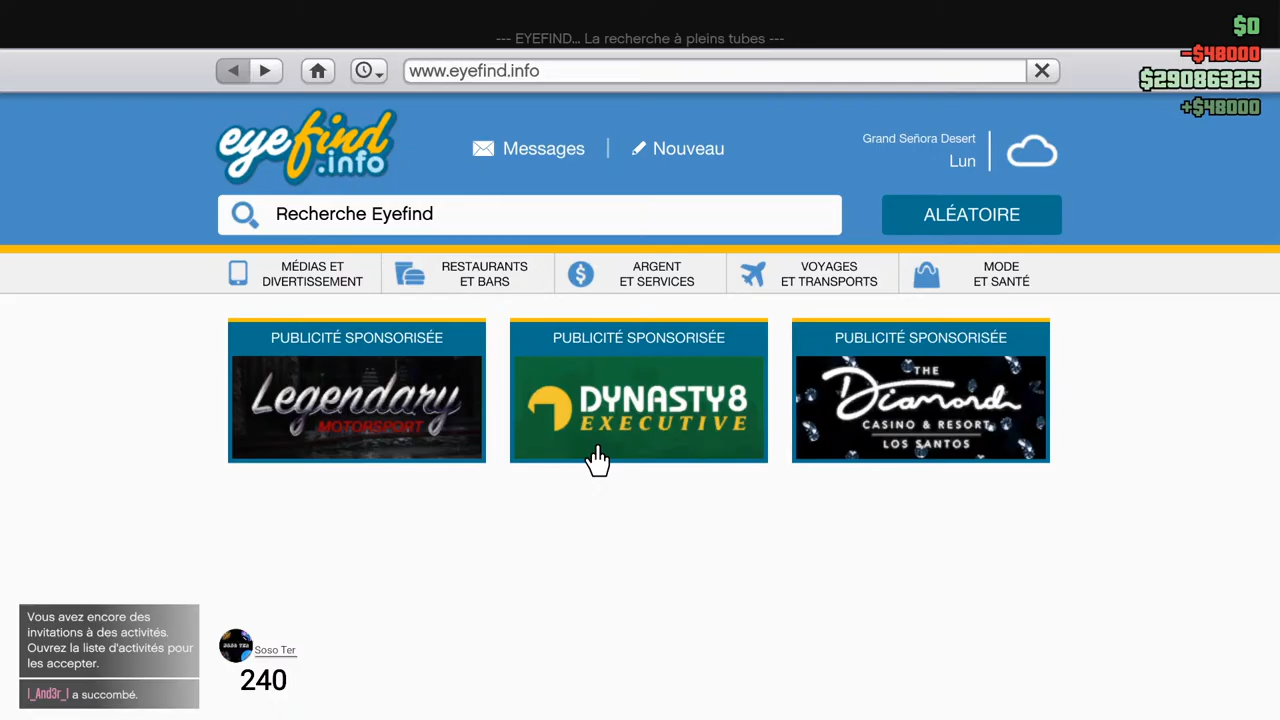 --- EYEFIND... La recherche à pleins tubes ---
$0
-$48000
www.eyefind.info
$29086325
+$48000
eyefind
.info
Messages
Nouveau
Grand Señora Desert
Lun
Recherche Eyefind
ALÉATOIRE
MÉDIAS ET
DIVERTISSEMENT
RESTAURANTS
ET BARS
ARGENT
ET SERVICES
VOYAGES
ET TRANSPORTS
MODE
ET SANTÉ
PUBLICITÉ SPONSORISÉE
Legendary
MOTORSPORT
PUBLICITÉ SPONSORISÉE
DYNASTY8
EXECUTIVE
PUBLICITÉ SPONSORISÉE
THE
Diamond
CASINO & RESORT
LOS SANTOS
Vous avez encore des
invitations à des activités.
Ouvrez la liste d'activités pour
les accepter.
I_And3r_I a succombé.
SOSO TER
Soso Ter
240